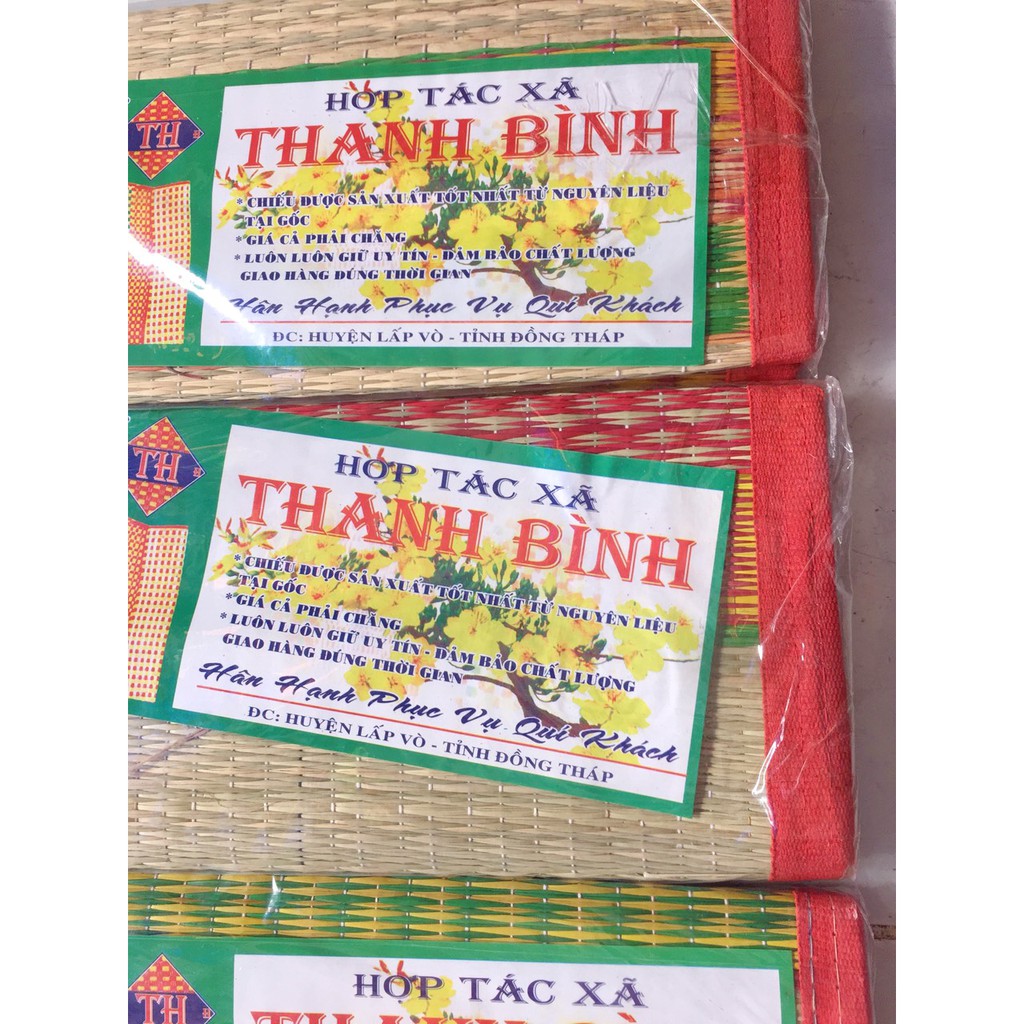 TH
HỢP TÁC XÃ
THANH BÌNH
* CHIẾU ĐƯỢC SẢN XUẤT TỐT NHẤT TỪ NGUYÊN LIỆU
TẠI GỐC
* GIÁ CẢ PHẢI CHĂNG
* LUÔN LUÔN GIỮ UY TÍN - ĐẢM BẢO CHẤT LƯỢNG
GIAO HÀNG ĐÚNG THỜI GIAN
Hân Hạnh Phục Vụ Quí Khách
ĐC: HUYỆN LẤP VÒ - TỈNH ĐỒNG THÁP
TH
HỢP TÁC XÃ
THANH BÌNH
* CHIẾU ĐƯỢC SẢN XUẤT TỐT NHẤT TỪ NGUYÊN LIỆU
TẠI GỐC
* GIÁ CẢ PHẢI CHĂNG
* LUÔN LUÔN GIỮ UY TÍN - ĐẢM BẢO CHẤT LƯỢNG
GIAO HÀNG ĐÚNG THỜI GIAN
Hân Hạnh Phục Vụ Quí Khách
ĐC: HUYỆN LẤP VÒ - TỈNH ĐỒNG THÁP
TH
HỢP TÁC XÃ